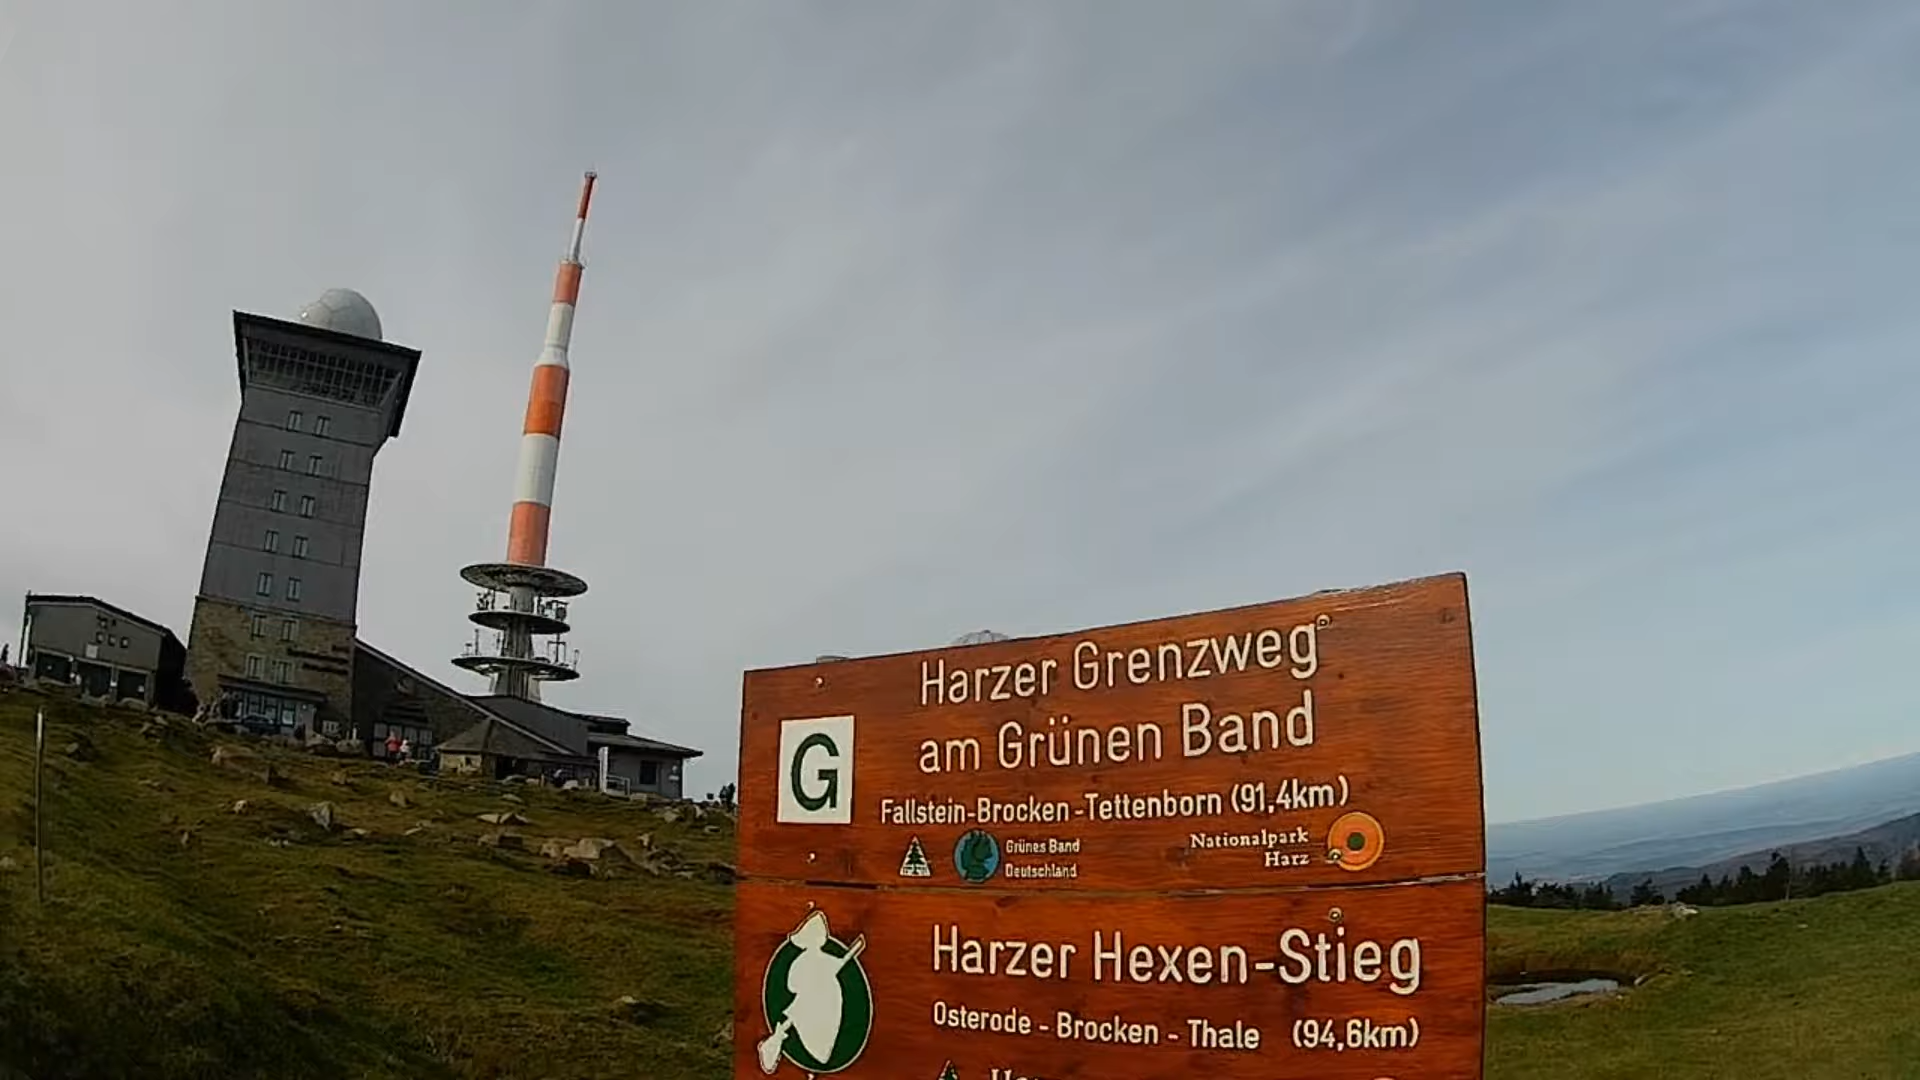 Harzer Grenzweg
am Grünen Band
G
Fallstein-Brocken-Tettenborn (91,4km)
Grünes Band
Deutschland
Nationalpark
Harz
Harzer Hexen-Stieg
Osterode - Brocken - Thale (94,6km)